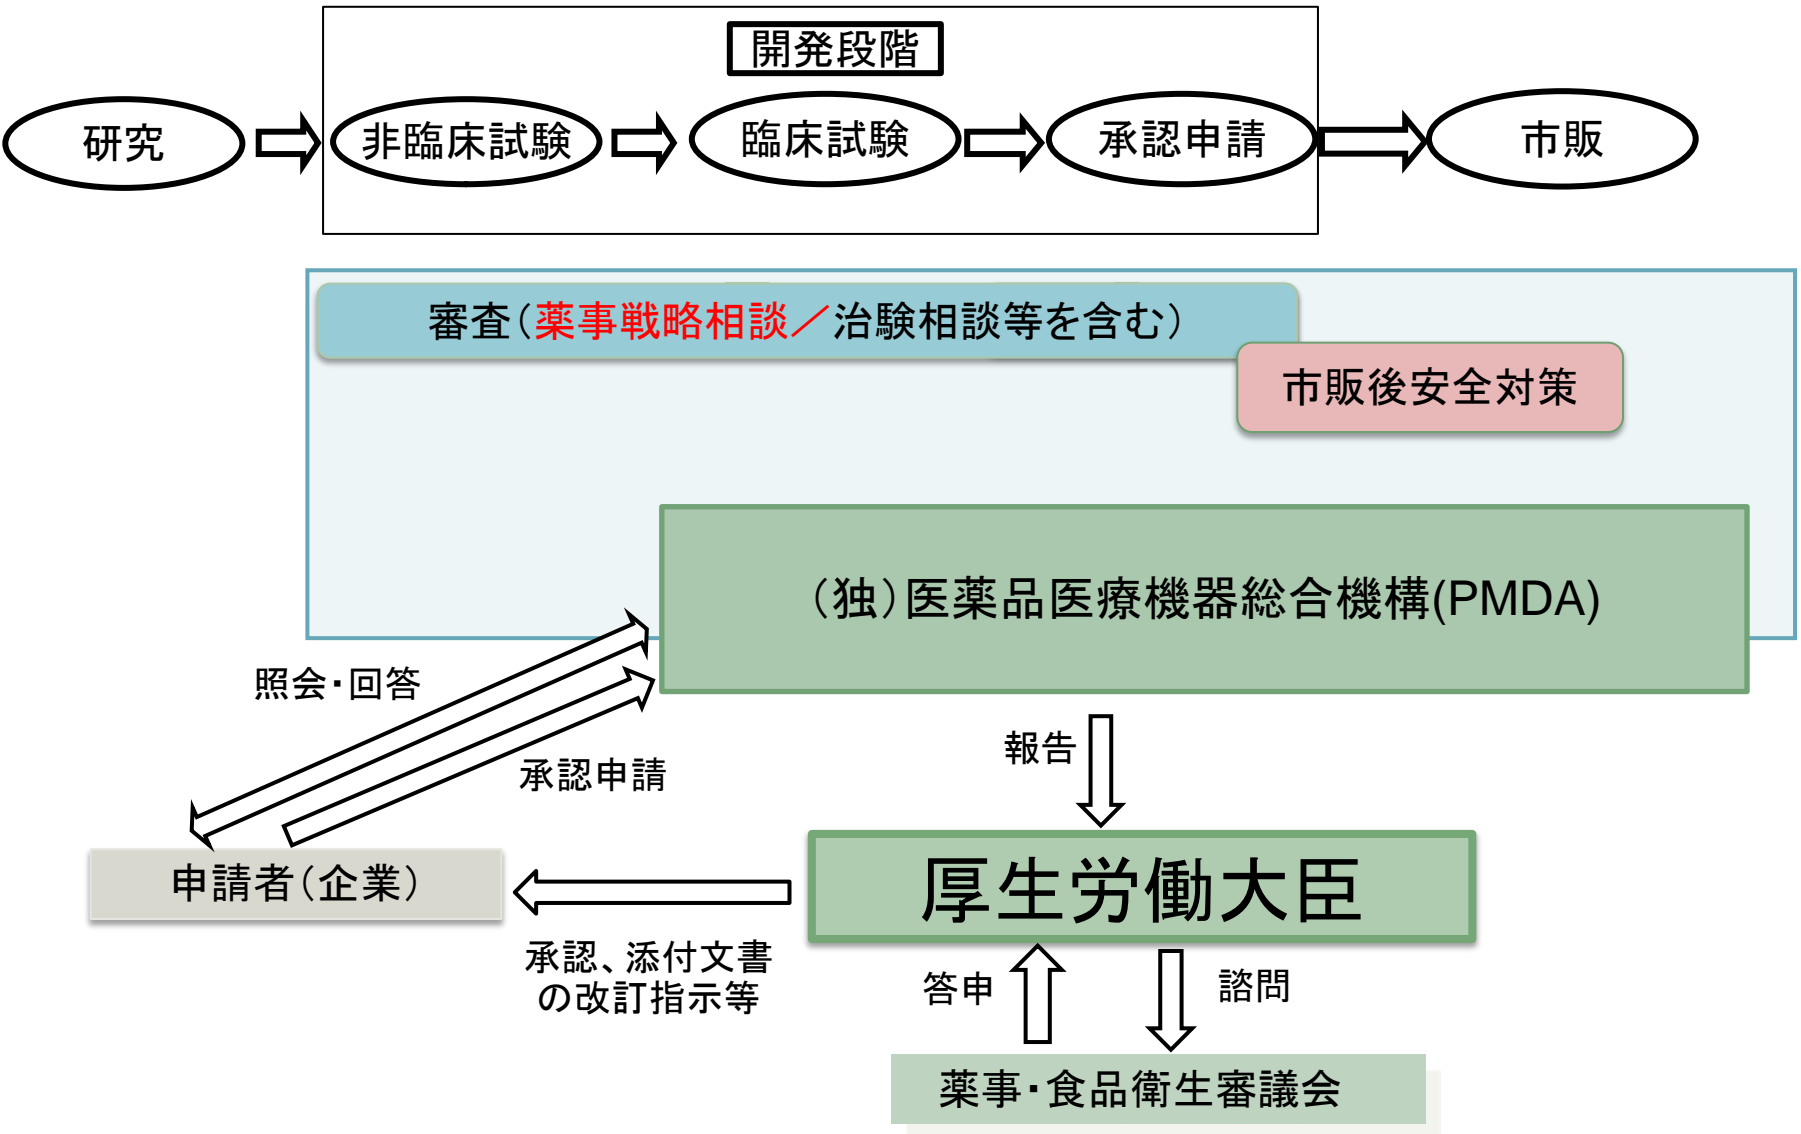 開発段階
研究
非臨床試験
臨床試験
承認申請
市販
審査（薬事戦略相談／治験相談等を含む）
市販後安全対策
（独）医薬品医療機器総合機構(PMDA)
照会・回答
承認申請
報告
申請者（企業）
厚生労働大臣
承認、添付文書
の改訂指示等
答申
諮問
薬事・食品衛生審議会